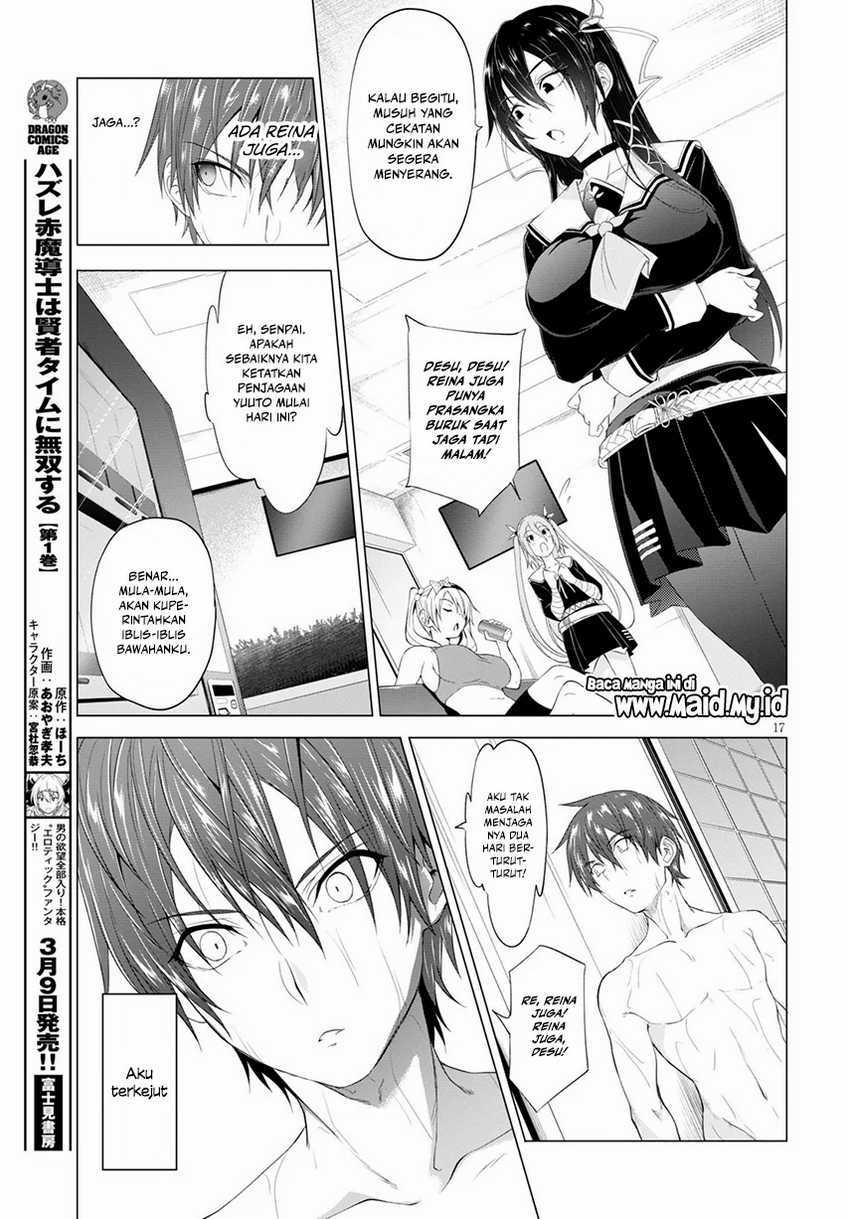 KALAU BEGITU,
MUSUH YANG
CEKATAN
MUNGKIN AKAN
SEGERA
MENYERANG.
DESU, DESU!
REINA JUGA
PUNYA
PRASANGKA
BURUK SAAT
JAGA TADI
MALAM!
ADA REINA
JUGA...
JAGA...?
EH, SENPAI.
APAKAH
SEBAIKNYA KITA
KETATKAN
PENJAGAAN
YUUTO MULAI
HARI INI?
BENAR...
MULA-MULA,
AKAN KUPE-
RINTAHKAN
IBLIS-IBLIS
BAWAHANKU.
Baca Manga ini di
www.Maid.My.id
17
AKU TAK
MASALAH
MENJAGA
NYA DUA
HARI BER-
TURUT-
TURUT!
RE, REINA
JUGA!
REINA
JUGA,
DESU!
Aku
terkejut
DRAGON
COMICS
AGE
ハズレ赤魔導士は賢者タイムに無双する【第1巻】
原作：ほーち
作画：あおやぎ孝夫
キャラクター原案：宮社惣恭
男の欲望全部入り！本格
“エロティックファンタ
ジー!!
3月9日発売!!
富士見書房